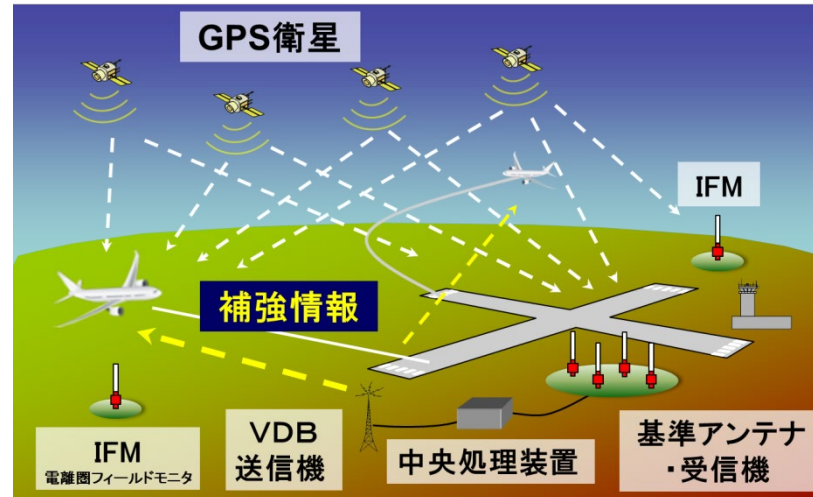 GPS衛星
IFM
補強情報
IFM
電離圏フィールドモニタ
VDB
送信機
中央処理装置
基準アンテナ
・受信機